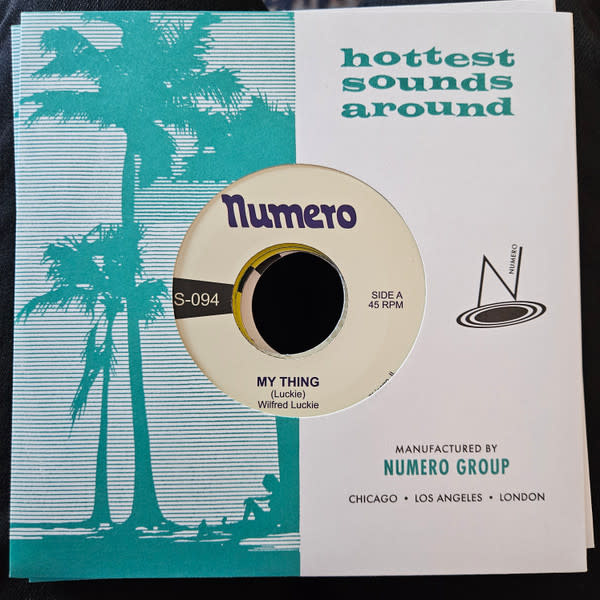 hottest
sounds
around
Numero
S-094
SIDE A
45 RPM
MY THING
(Luckie)
Wilfred Luckie
N
NUMERO
MANUFACTURED BY
NUMERO GROUP
CHICAGO • LOS ANGELES • LONDON